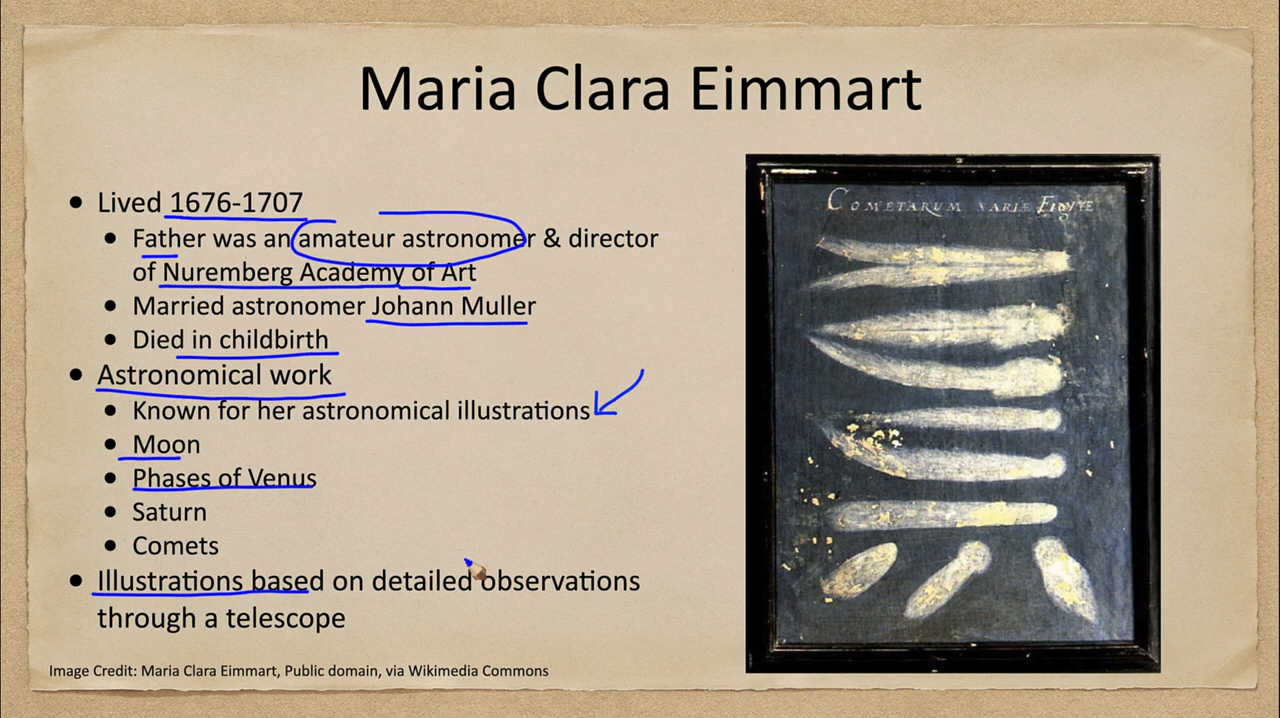 Maria Clara Eimmart
• Lived 1676-1707
• Father was an amateur astronomer & director
of Nuremberg Academy of Art
• Married astronomer Johann Muller
• Died in childbirth
• Astronomical work
• Known for her astronomical illustrations
• Moon
• Phases of Venus
• Saturn
• Comets
• Illustrations based on detailed observations
through a telescope
Image Credit: Maria Clara Eimmart, Public domain, via Wikimedia Commons
COMETARUM VARIÆ